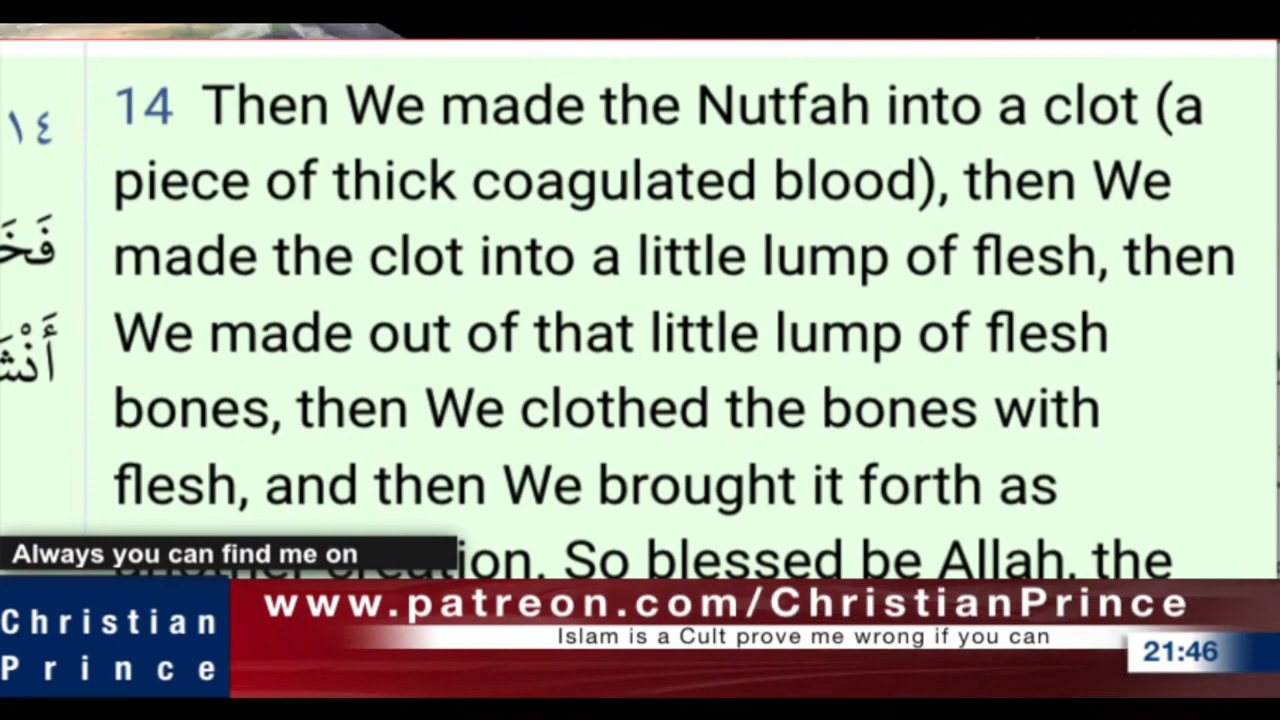 14 Then We made the Nutfah into a clot (a
١٤
piece of thick coagulated blood), then We
made the clot into a little lump of flesh, then
We made out of that little lump of flesh
bones, then We clothed the bones with
flesh, and then We brought it forth as
another creation. So blessed be Allah, the
Always you can find me on
www.patreon.com/ChristianPrince
Christian
Prince
Islam is a Cult prove me wrong if you can
21:46